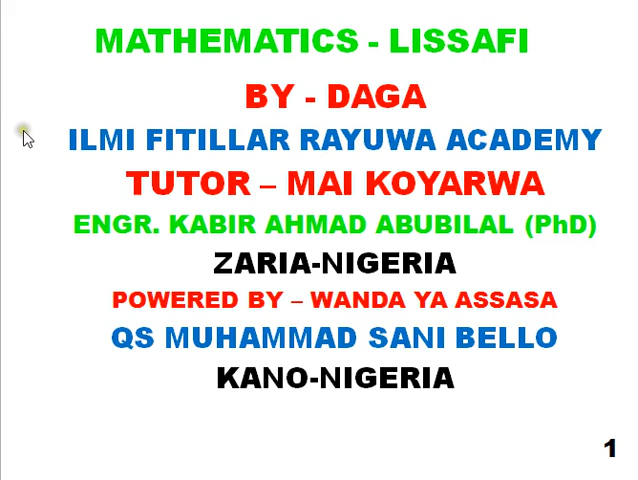 MATHEMATICS - LISSAFI
BY - DAGA
ILMI FITILLAR RAYUWA ACADEMY
TUTOR – MAI KOYARWA
ENGR. KABIR AHMAD ABUBILAL (PhD)
ZARIA-NIGERIA
POWERED BY – WANDA YA ASSASA
QS MUHAMMAD SANI BELLO
KANO-NIGERIA
1